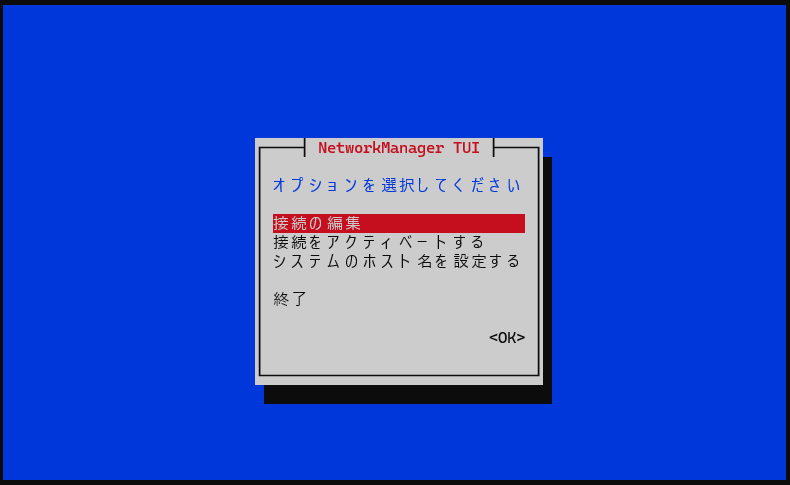 NetworkManager TUI
オプションを選択してください
接続の編集
接続をアクティベートする
システムのホスト名を設定する
終了
<OK>